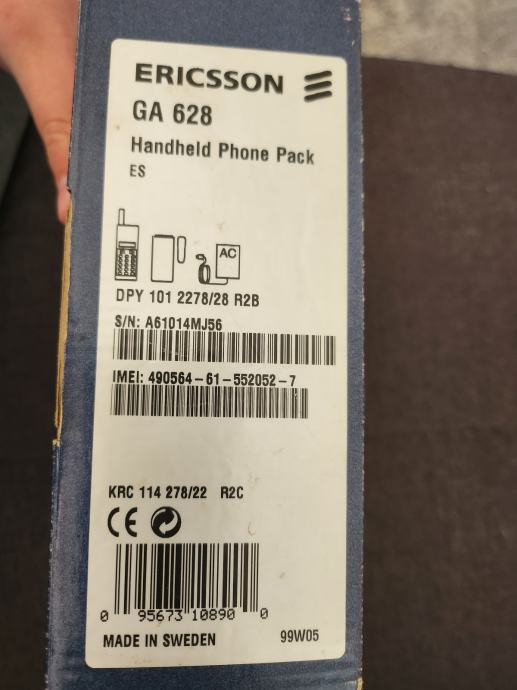 ERICSSON
GA 628
Handheld Phone Pack
ES
AC
DPY 101 2278/28 R2B
S/N: A61014MJ56
IMEI: 490564-61-552052-7
KRC 114 278/22 R2C
CE
0 95673 10890 0
MADE IN SWEDEN 99W05